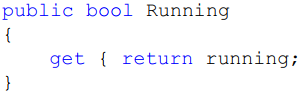 public bool Running
{
    get { return running;
}